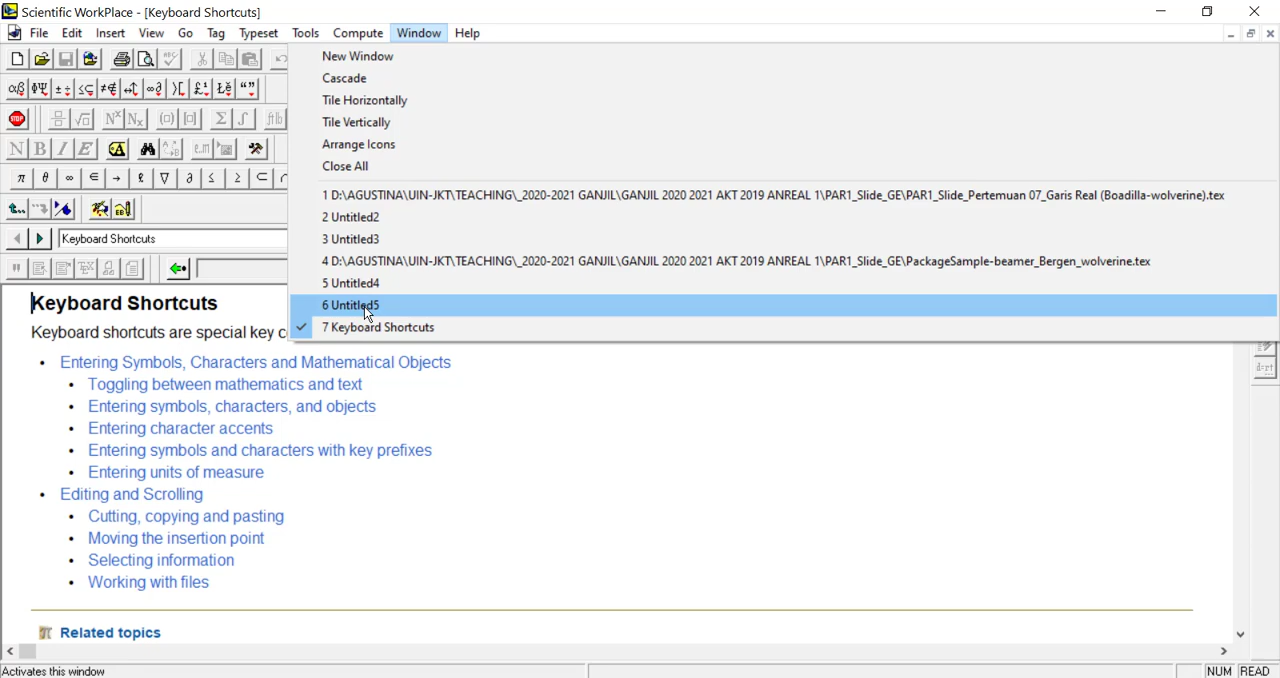 Scientific WorkPlace - [Keyboard Shortcuts]
File Edit Insert View Go Tag Typeset Tools Compute Window Help
New Window
Cascade
Tile Horizontally
Tile Vertically
Arrange Icons
Close All
1 D:\AGUSTINA\UIN-JKT\TEACHING\_2020-2021 GANJIL\GANJIL 2020 2021 AKT 2019 ANREAL 1\PAR1_Slide_GE\PAR1_Slide_Pertemuan 07_Garis Real (Boadilla-wolverine).tex
2 Untitled2
3 Untitled3
4 D:\AGUSTINA\UIN-JKT\TEACHING\_2020-2021 GANJIL\GANJIL 2020 2021 AKT 2019 ANREAL 1\PAR1_Slide_GE\PackageSample-beamer_Bergen_wolverine.tex
5 Untitled4
6 Untitled5
7 Keyboard Shortcuts
STOP
N B I E
Keyboard Shortcuts
Keyboard Shortcuts
Keyboard shortcuts are special key c
• Entering Symbols, Characters and Mathematical Objects
• Toggling between mathematics and text
• Entering symbols, characters, and objects
• Entering character accents
• Entering symbols and characters with key prefixes
• Entering units of measure
• Editing and Scrolling
• Cutting, copying and pasting
• Moving the insertion point
• Selecting information
• Working with files
Related topics
Activates this window
NUM READ